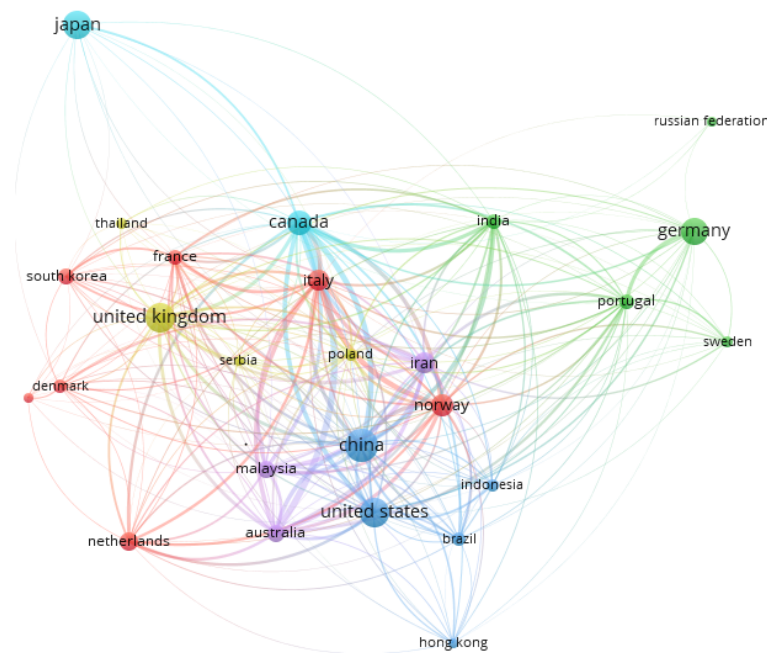 japan
russian federation
thailand
canada
india
germany
france
south korea
italy
portugal
united kingdom
serbia
poland
iran
sweden
denmark
norway
china
malaysia
indonesia
united states
netherlands
australia
brazil
hong kong